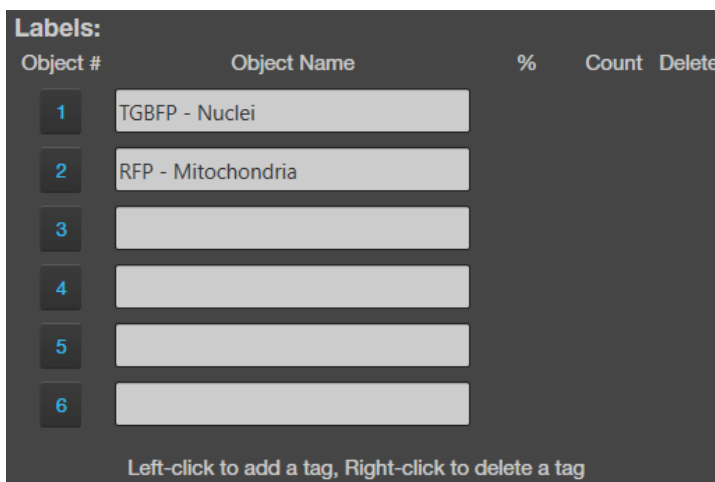 Labels:
Object # Object Name % Count Delete
1 TGBFP - Nuclei
2 RFP - Mitochondria
3
4
5
6
Left-click to add a tag, Right-click to delete a tag